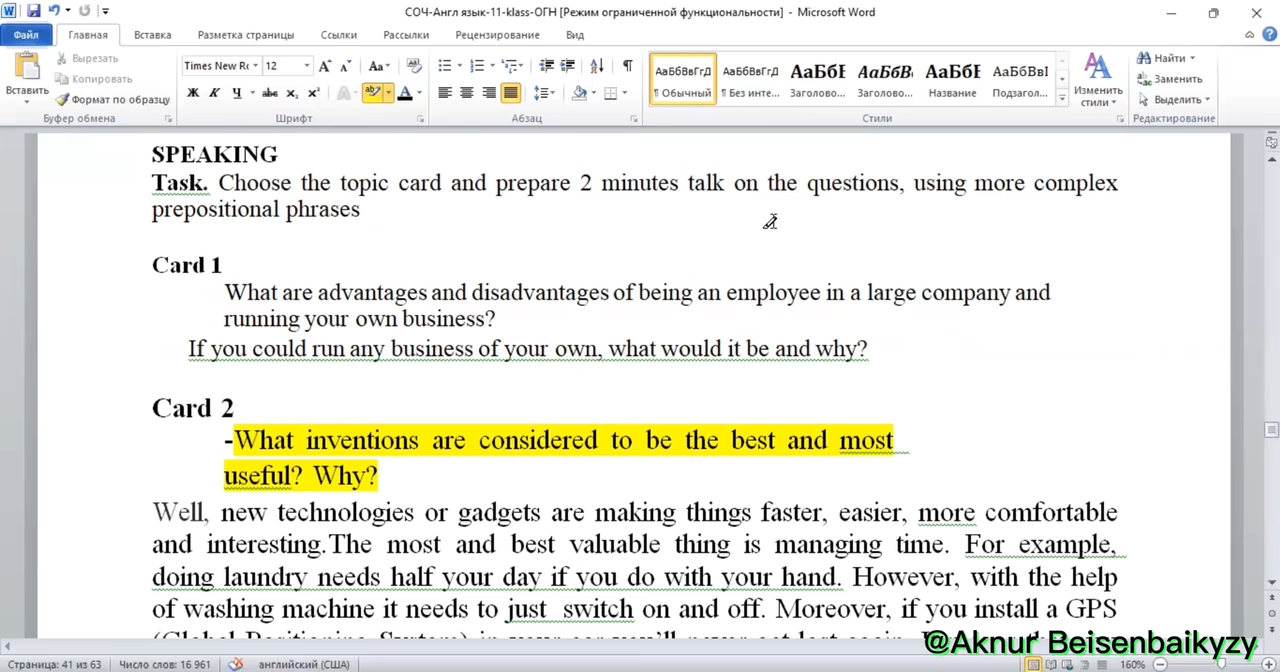 СОЧ-Англ язык-11-klass-ОГН [Режим ограниченной функциональности] - Microsoft Word
Файл Главная Вставка Разметка страницы Ссылки Рассылки Рецензирование Вид
Вставить
Вырезать
Копировать
Формат по образцу
Буфер обмена
Times New Ro 12
Ж К Ч abc x₂ x²
Шрифт
Абзац
АаБбВвГгД АаБбВвГгД АаБбЕ АаБбВ АаБбЕ АаБбВвІ
¶ Обычный ¶ Без инте... Заголово... Заголово... Название Подзагол...
Стили
Изменить стили
Найти
Заменить
Выделить
Редактирование
SPEAKING
Task. Choose the topic card and prepare 2 minutes talk on the questions, using more complex
prepositional phrases
Card 1
What are advantages and disadvantages of being an employee in a large company and
running your own business?
If you could run any business of your own, what would it be and why?
Card 2
-What inventions are considered to be the best and most
useful? Why?
Well, new technologies or gadgets are making things faster, easier, more comfortable
and interesting.The most and best valuable thing is managing time. For example,
doing laundry needs half your day if you do with your hand. However, with the help
of washing machine it needs to just switch on and off. Moreover, if you install a GPS
@Aknur Beisenbaikyzy
Страница: 41 из 63 Число слов: 16 961 английский (США) 160%